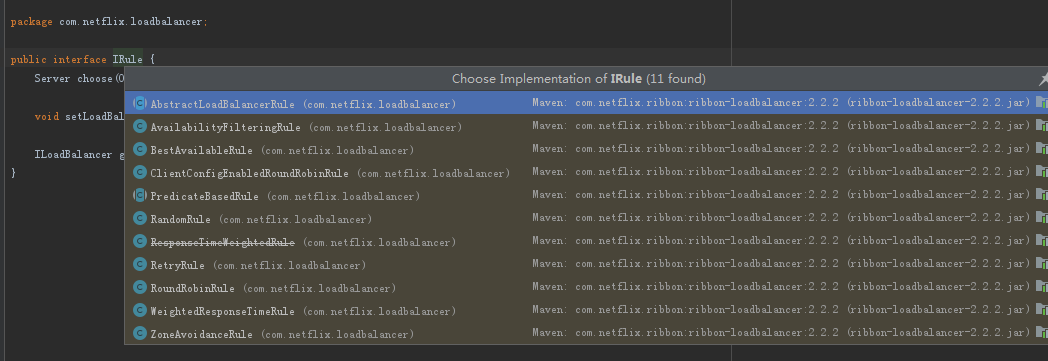 package com.netflix.loadbalancer;
public interface IRule {
Server choose(O
Choose Implementation of IRule (11 found)
void setLoadBal
ILoadBalancer g
}
AbstractLoadBalancerRule (com.netflix.loadbalancer) Maven: com.netflix.ribbon:ribbon-loadbalancer:2.2.2 (ribbon-loadbalancer-2.2.2.jar)
AvailabilityFilteringRule (com.netflix.loadbalancer) Maven: com.netflix.ribbon:ribbon-loadbalancer:2.2.2 (ribbon-loadbalancer-2.2.2.jar)
BestAvailableRule (com.netflix.loadbalancer) Maven: com.netflix.ribbon:ribbon-loadbalancer:2.2.2 (ribbon-loadbalancer-2.2.2.jar)
ClientConfigEnabledRoundRobinRule (com.netflix.loadbalancer) Maven: com.netflix.ribbon:ribbon-loadbalancer:2.2.2 (ribbon-loadbalancer-2.2.2.jar)
PredicateBasedRule (com.netflix.loadbalancer) Maven: com.netflix.ribbon:ribbon-loadbalancer:2.2.2 (ribbon-loadbalancer-2.2.2.jar)
RandomRule (com.netflix.loadbalancer) Maven: com.netflix.ribbon:ribbon-loadbalancer:2.2.2 (ribbon-loadbalancer-2.2.2.jar)
ResponseTimeWeightedRule (com.netflix.loadbalancer) Maven: com.netflix.ribbon:ribbon-loadbalancer:2.2.2 (ribbon-loadbalancer-2.2.2.jar)
RetryRule (com.netflix.loadbalancer) Maven: com.netflix.ribbon:ribbon-loadbalancer:2.2.2 (ribbon-loadbalancer-2.2.2.jar)
RoundRobinRule (com.netflix.loadbalancer) Maven: com.netflix.ribbon:ribbon-loadbalancer:2.2.2 (ribbon-loadbalancer-2.2.2.jar)
WeightedResponseTimeRule (com.netflix.loadbalancer) Maven: com.netflix.ribbon:ribbon-loadbalancer:2.2.2 (ribbon-loadbalancer-2.2.2.jar)
ZoneAvoidanceRule (com.netflix.loadbalancer) Maven: com.netflix.ribbon:ribbon-loadbalancer:2.2.2 (ribbon-loadbalancer-2.2.2.jar)